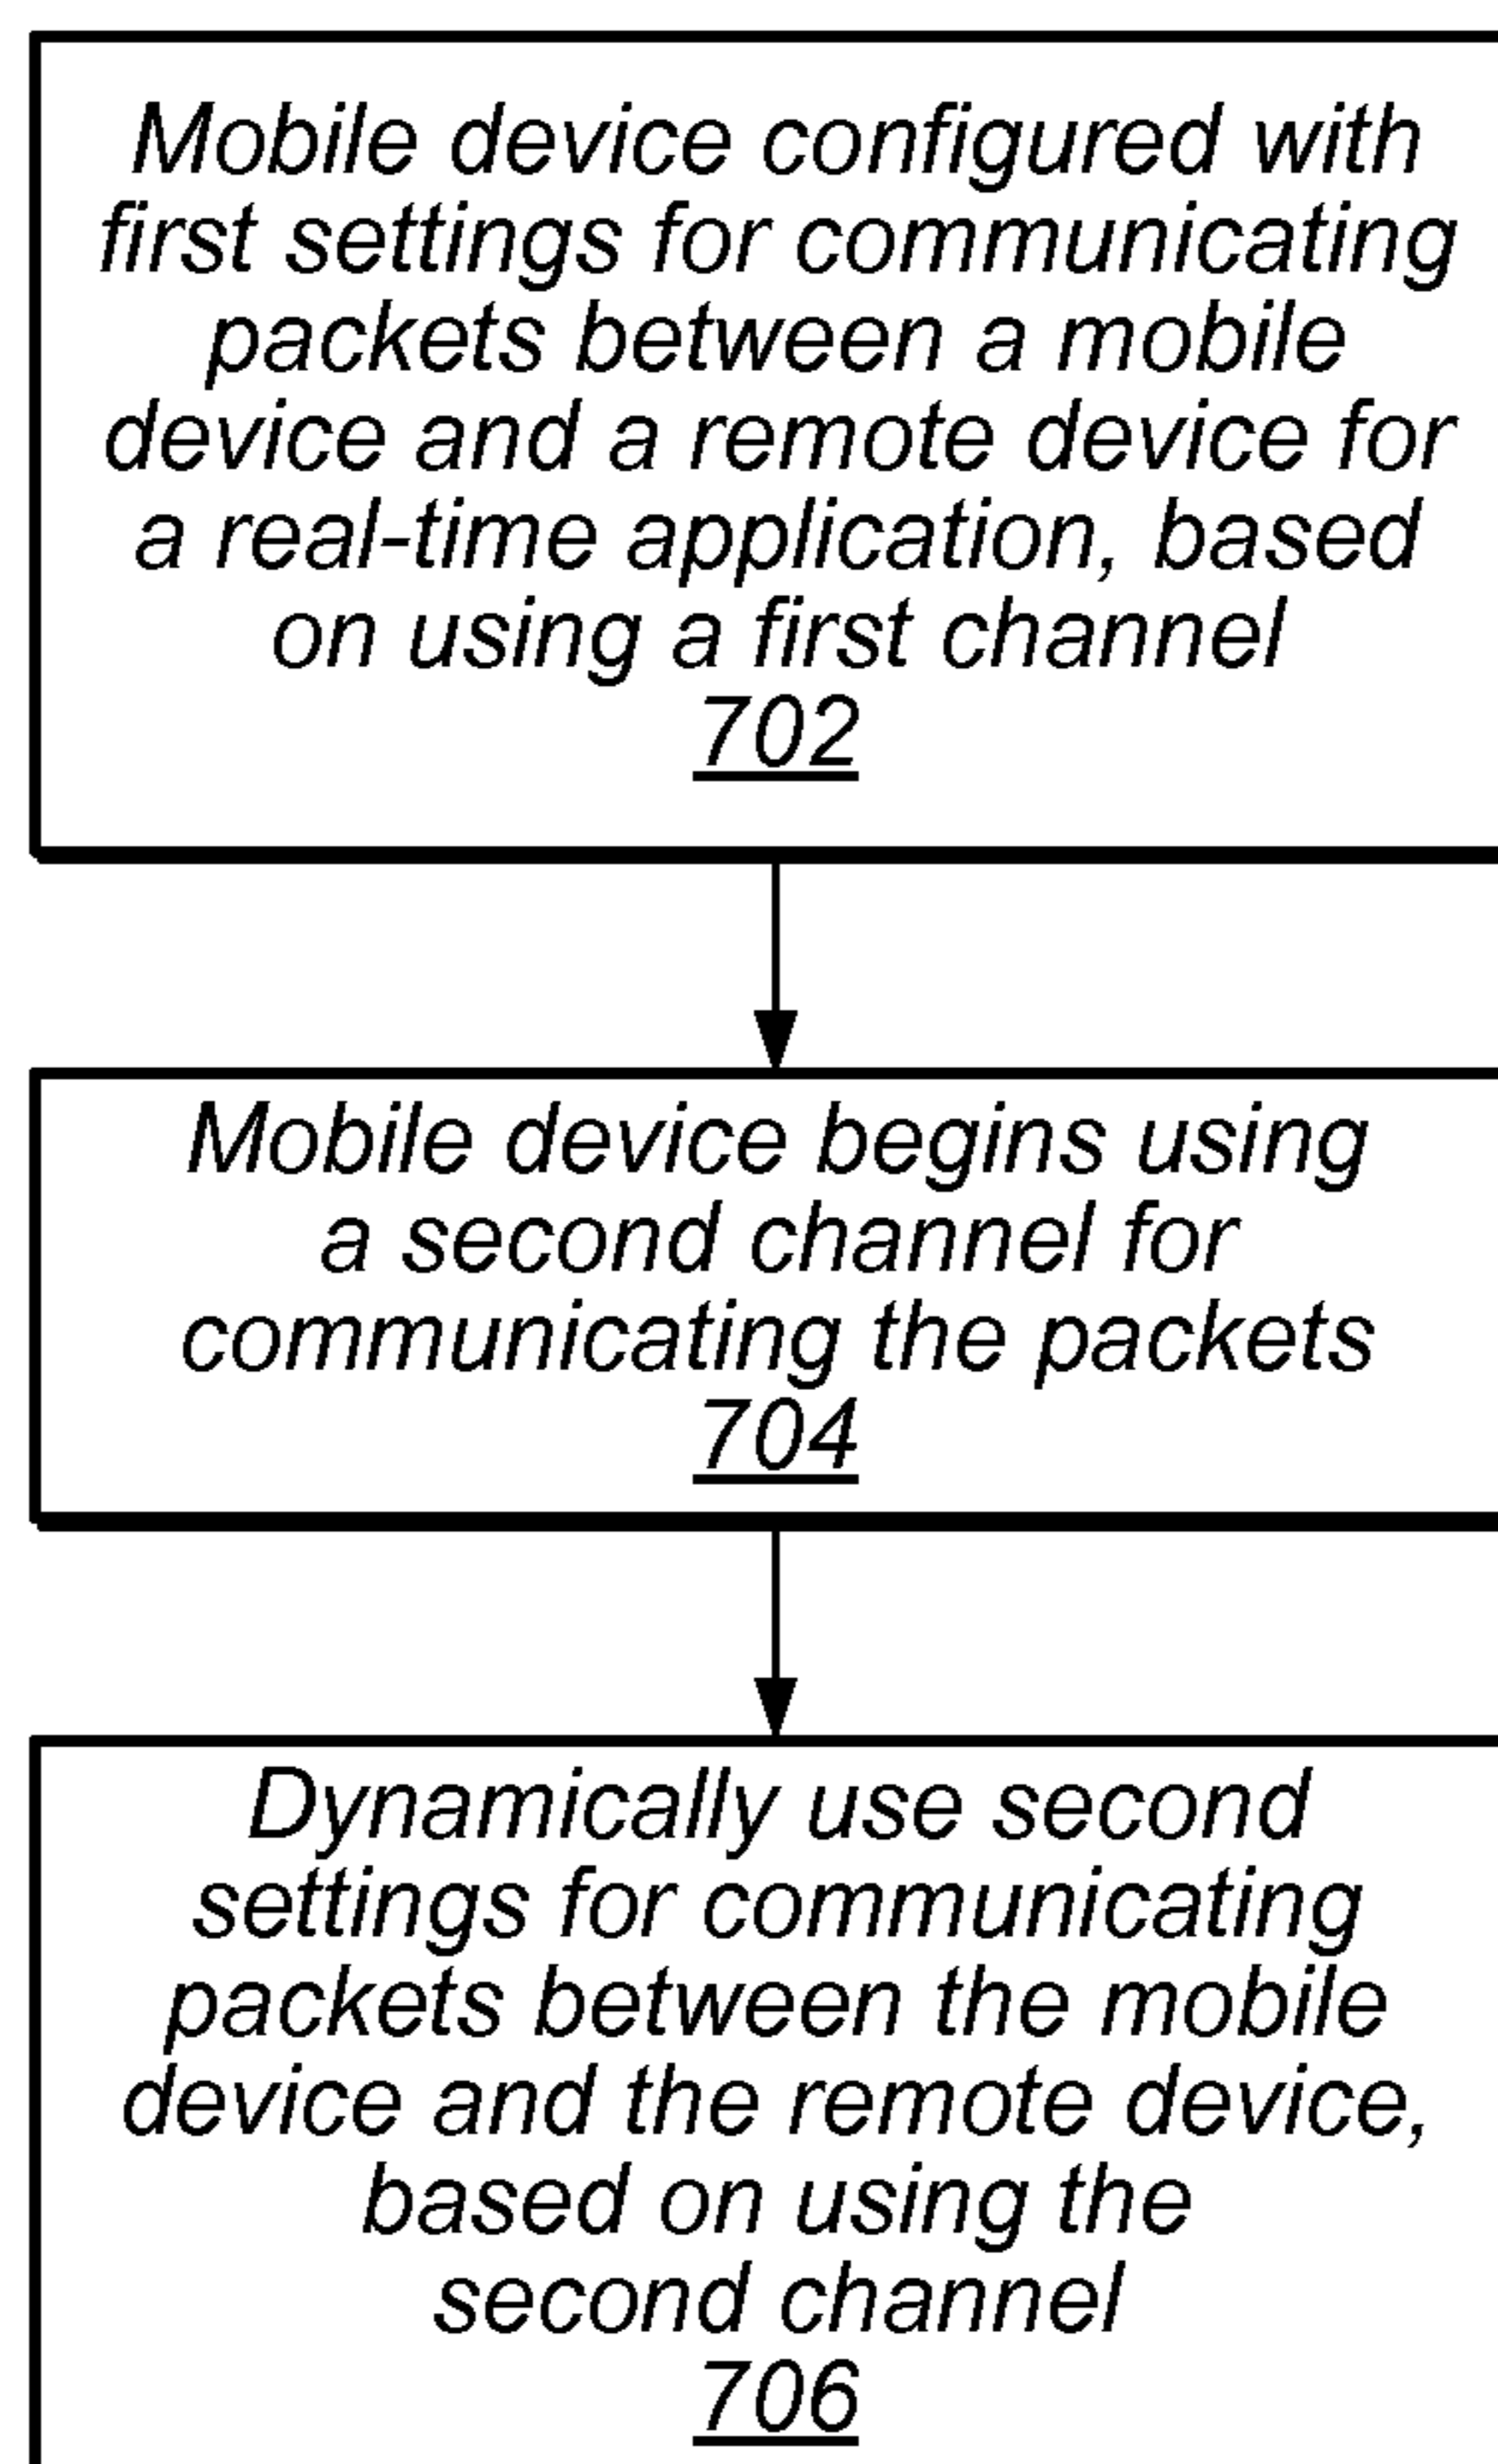 Mobile device configured with
first settings for communicating
packets between a mobile
device and a remote device for
a real-time application, based
on using a first channel
702
Mobile device begins using
a second channel for
communicating the packets
704
Dynamically use second
settings for communicating
packets between the mobile
device and the remote device,
based on using the
second channel
706